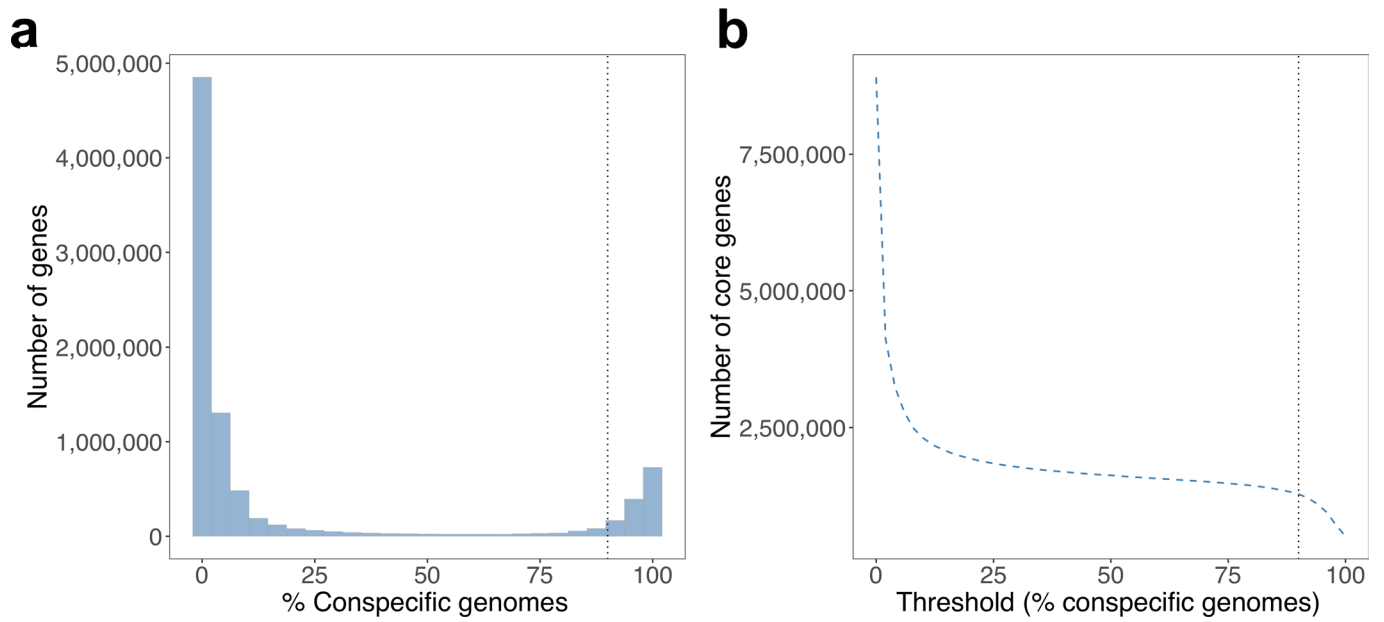 a
Number of genes
5,000,000
4,000,000
3,000,000
2,000,000
1,000,000
0
0 25 50 75 100
% Conspecific genomes
b
Number of core genes
7,500,000
5,000,000
2,500,000
0 25 50 75 100
Threshold (% conspecific genomes)